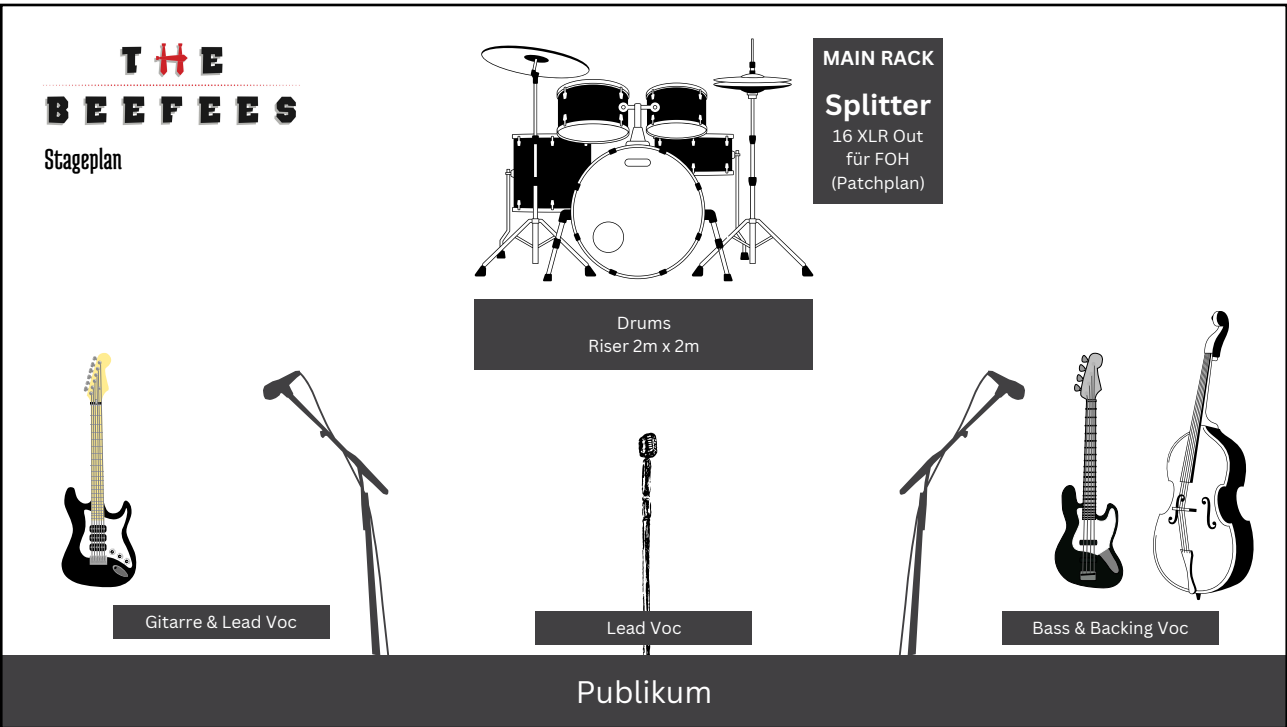 THE
BEEFEES
Stageplan
MAIN RACK
Splitter
16 XLR Out
für FOH
(Patchplan)
Drums
Riser 2m x 2m
Gitarre & Lead Voc
Lead Voc
Bass & Backing Voc
Publikum